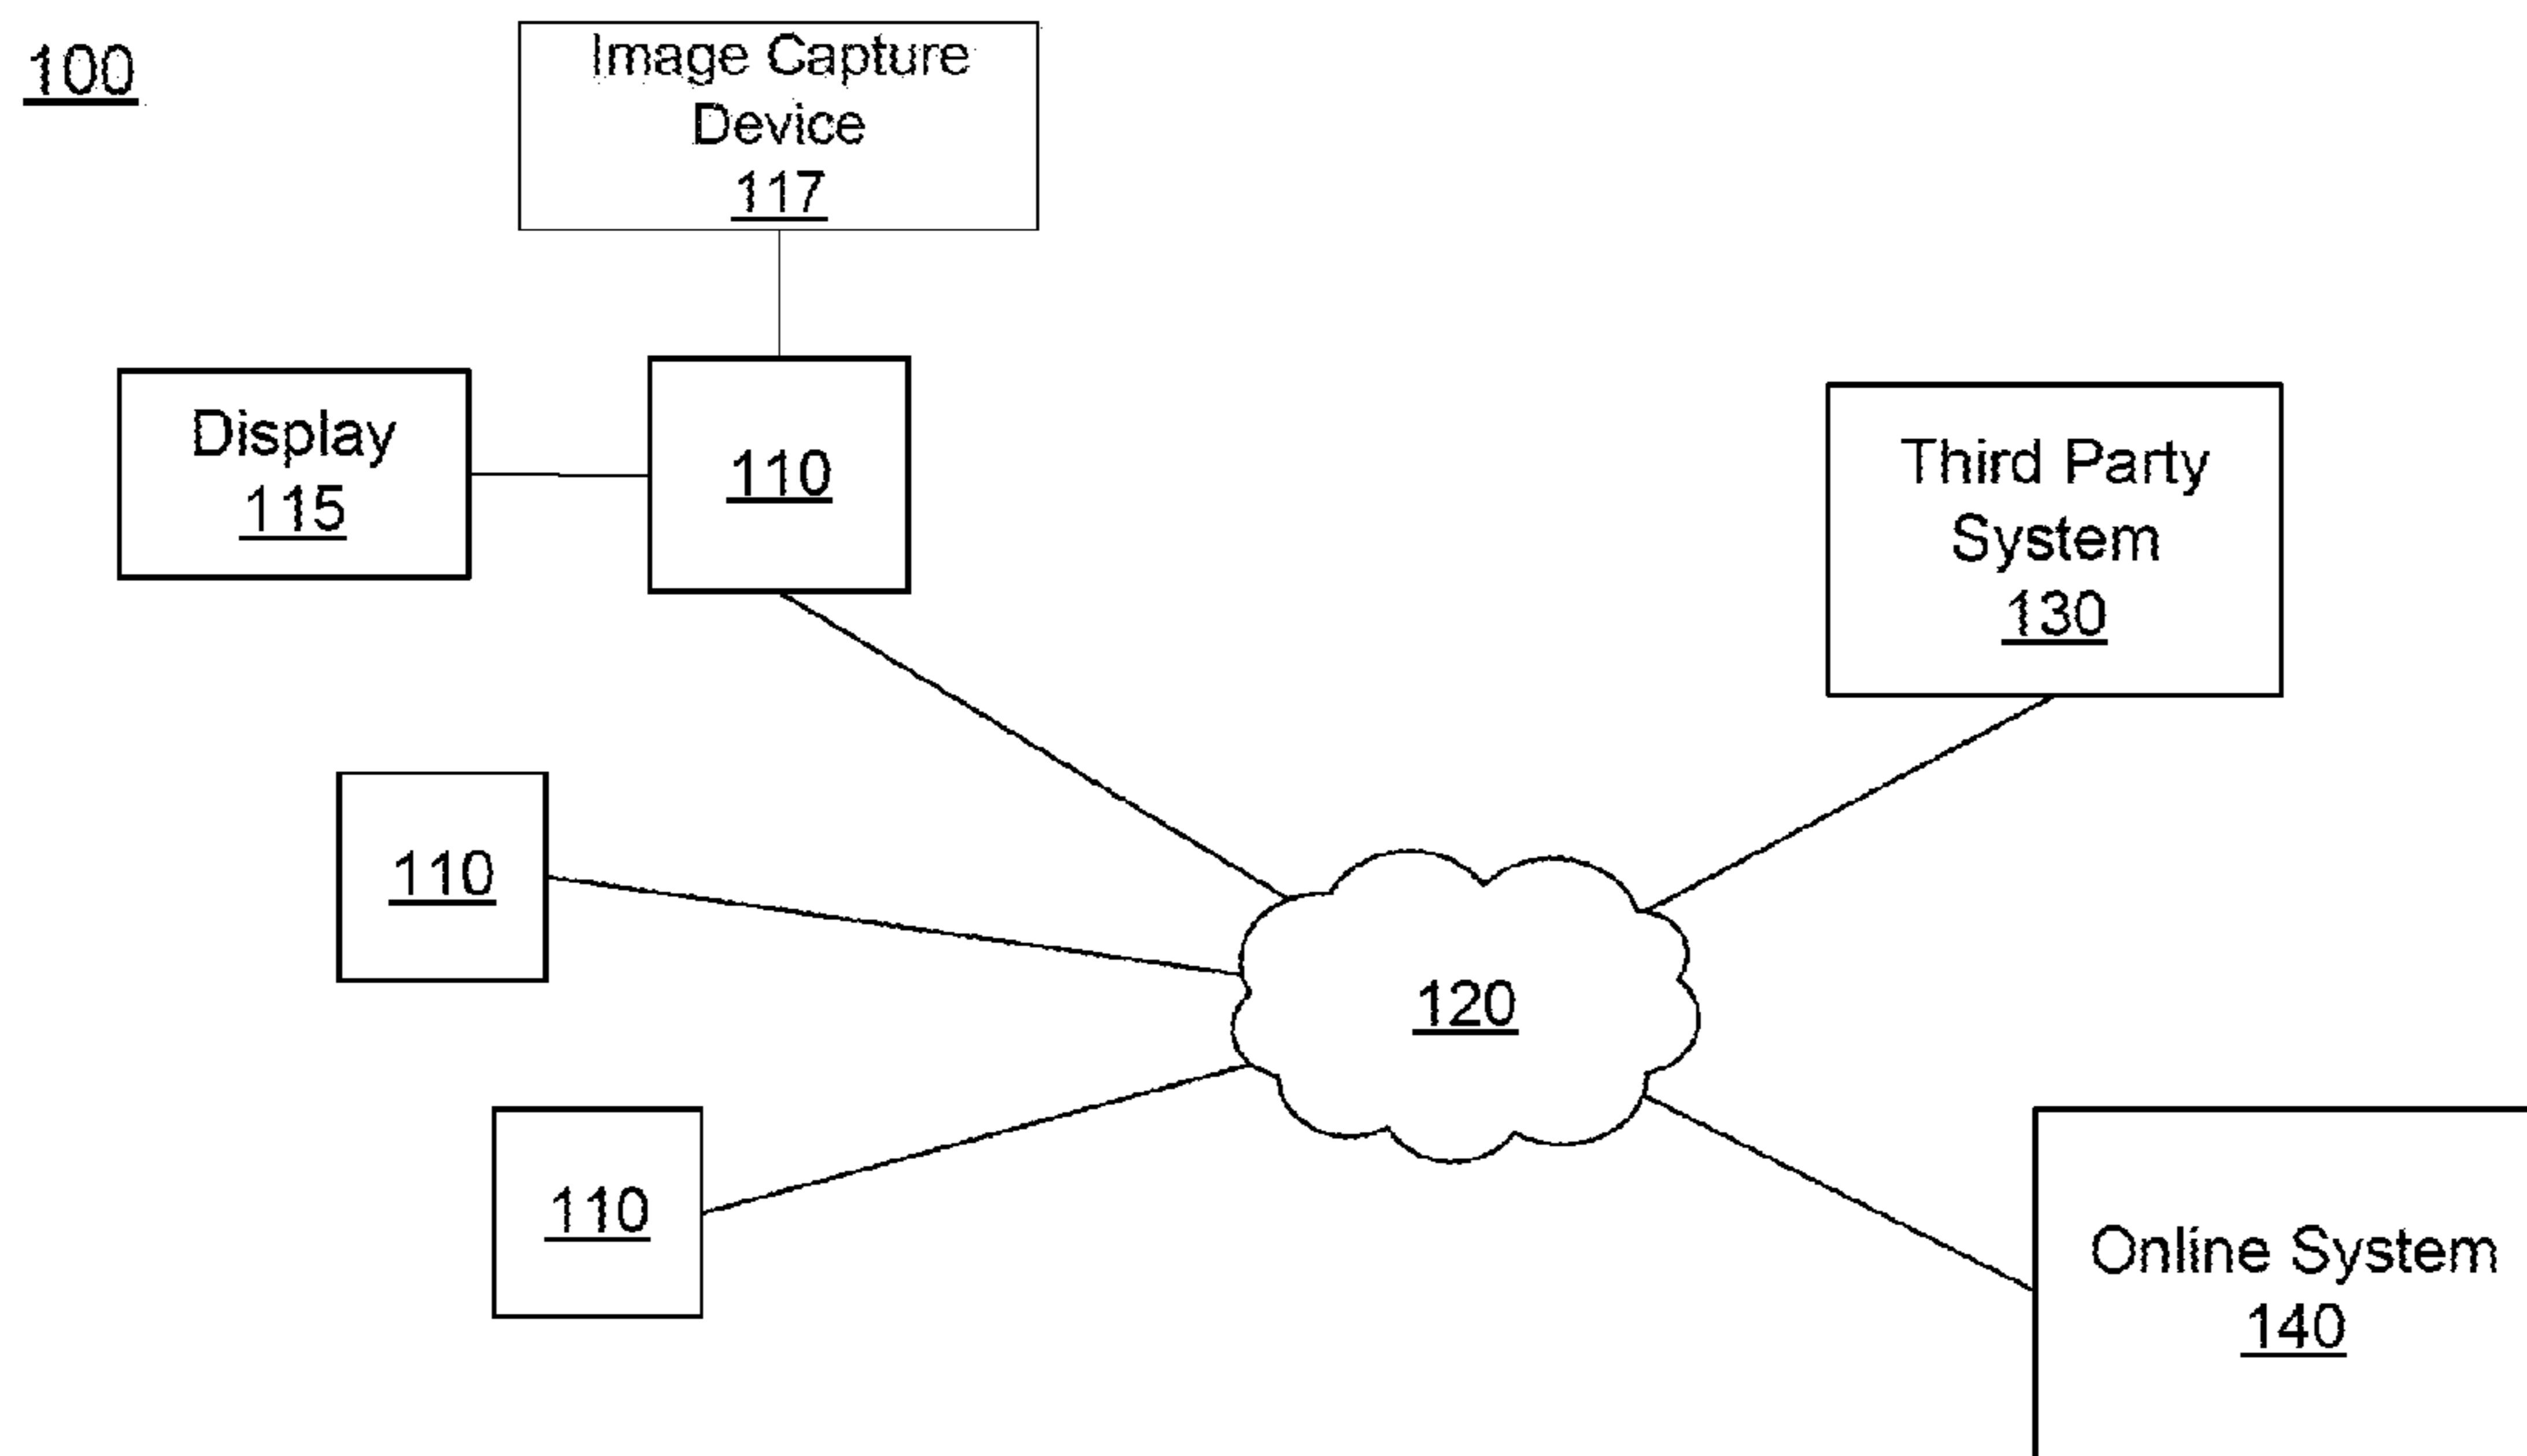 100
Image Capture
Device
117
Display
115
110
Third Party
System
130
110
120
110
Online System
140